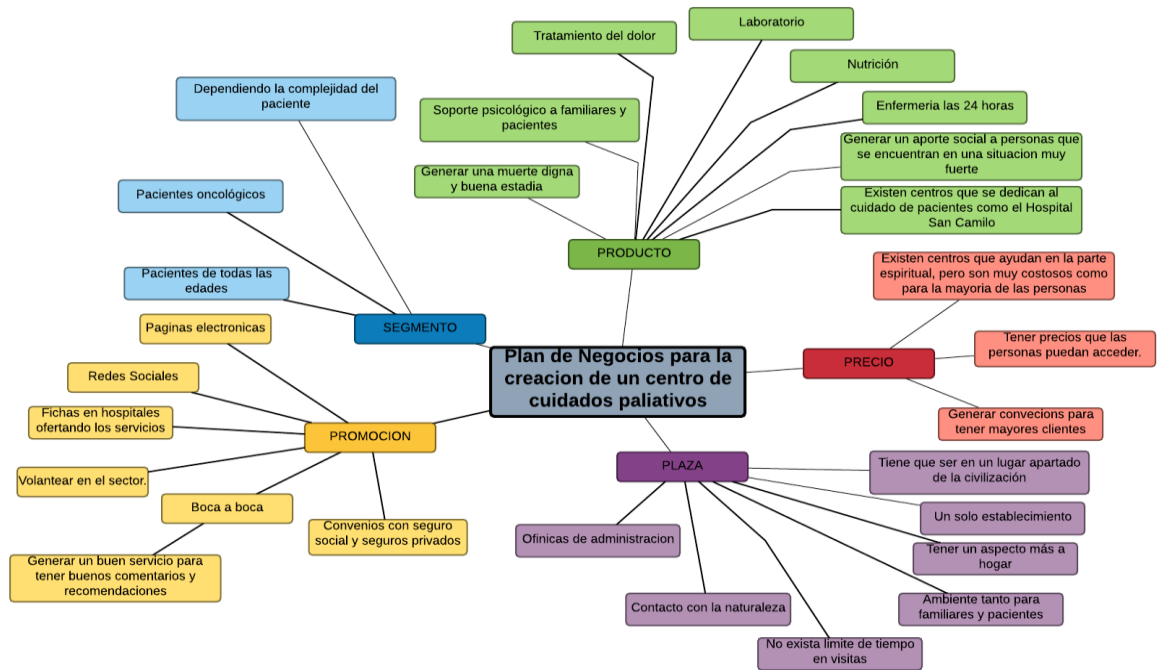 Plan de Negocios para la
creacion de un centro de
cuidados paliativos
PRODUCTO
Tratamiento del dolor
Laboratorio
Nutrición
Enfermeria las 24 horas
Soporte psicológico a familiares y
pacientes
Generar un aporte social a personas que
se encuentran en una situacion muy
fuerte
Generar una muerte digna
y buena estadia
Existen centros que se dedican al
cuidado de pacientes como el Hospital
San Camilo
SEGMENTO
Dependiendo la complejidad del
paciente
Pacientes oncológicos
Pacientes de todas las
edades
PRECIO
Existen centros que ayudan en la parte
espiritual, pero son muy costosos como
para la mayoria de las personas
Tener precios que las
personas puedan acceder.
Generar convecions para
tener mayores clientes
PROMOCION
Paginas electronicas
Redes Sociales
Fichas en hospitales
ofertando los servicios
Volantear en el sector.
Boca a boca
Generar un buen servicio para
tener buenos comentarios y
recomendaciones
Convenios con seguro
social y seguros privados
PLAZA
Tiene que ser en un lugar apartado
de la civilización
Un solo establecimiento
Tener un aspecto más a
hogar
Ambiente tanto para
familiares y pacientes
No exista limite de tiempo
en visitas
Contacto con la naturaleza
Ofinicas de administracion